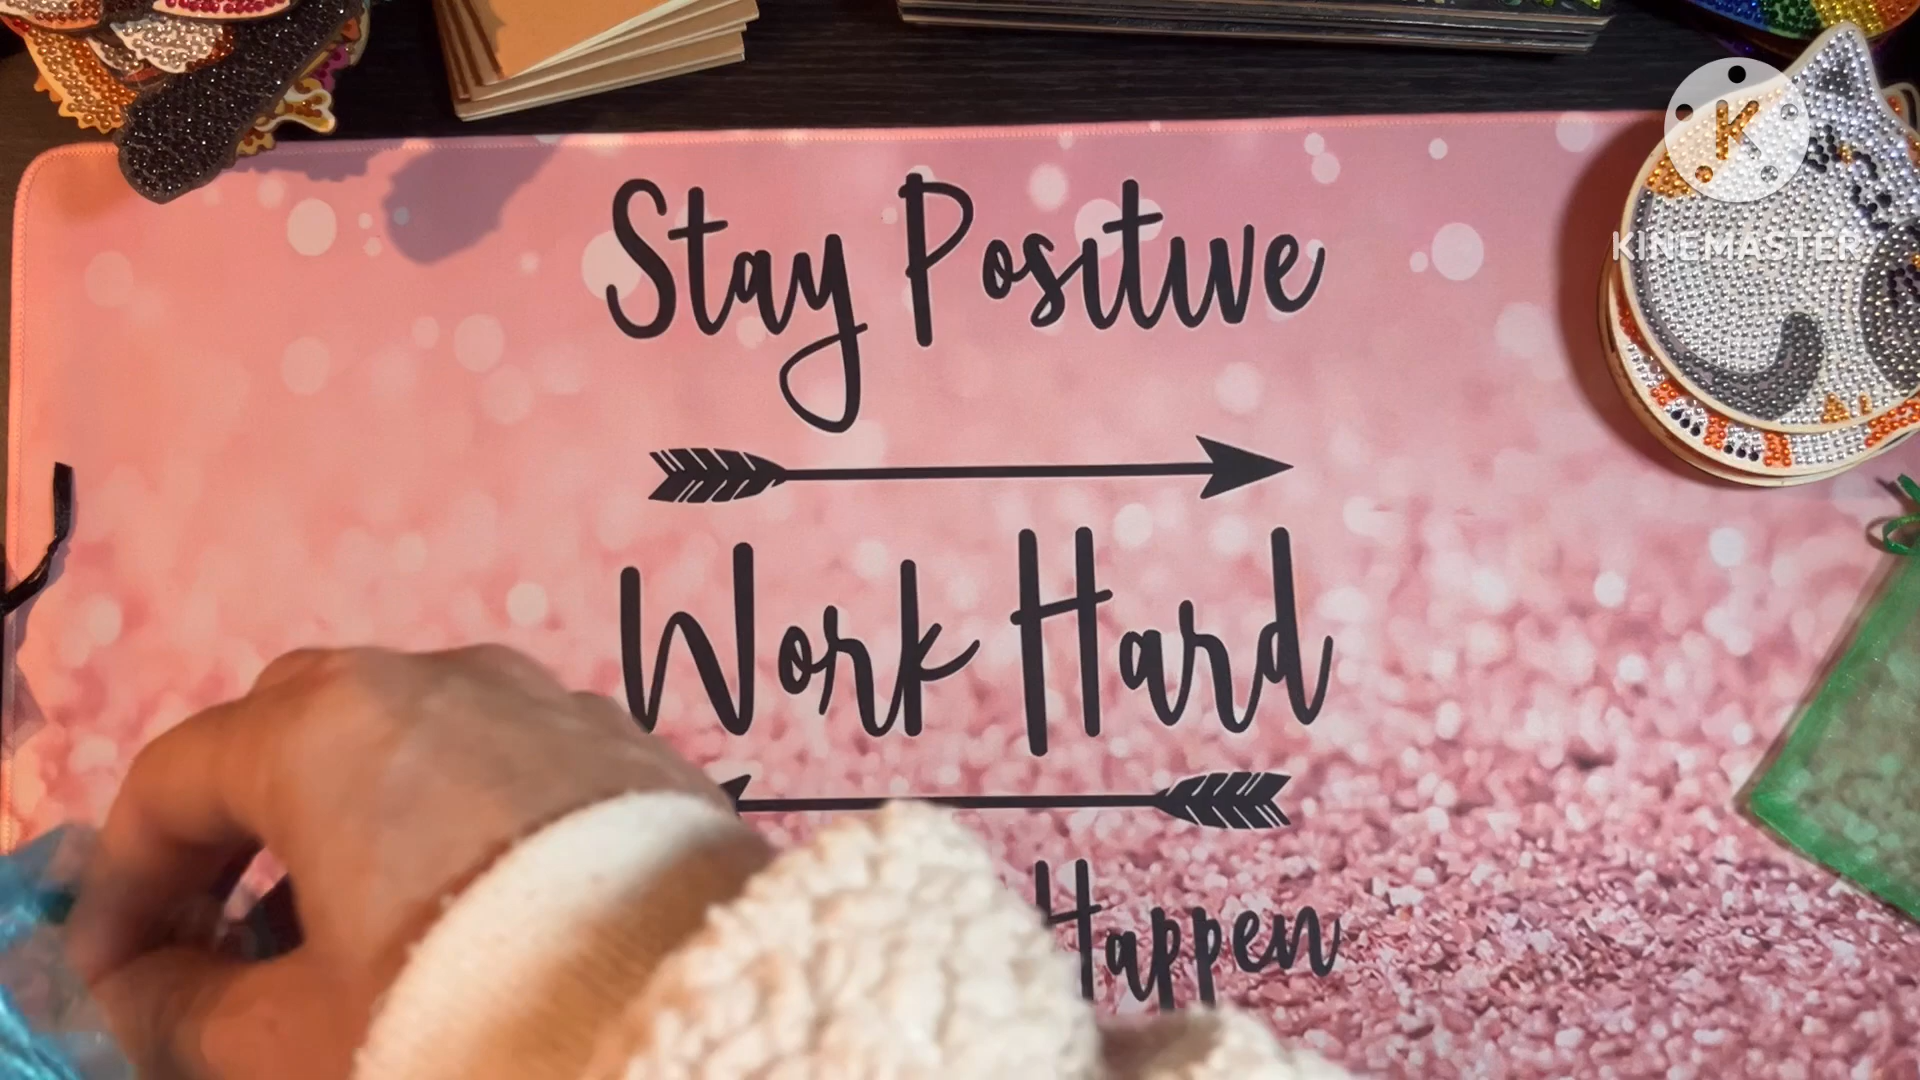 K
KINEMASTER
Stay Positive
Work Hard
Happen